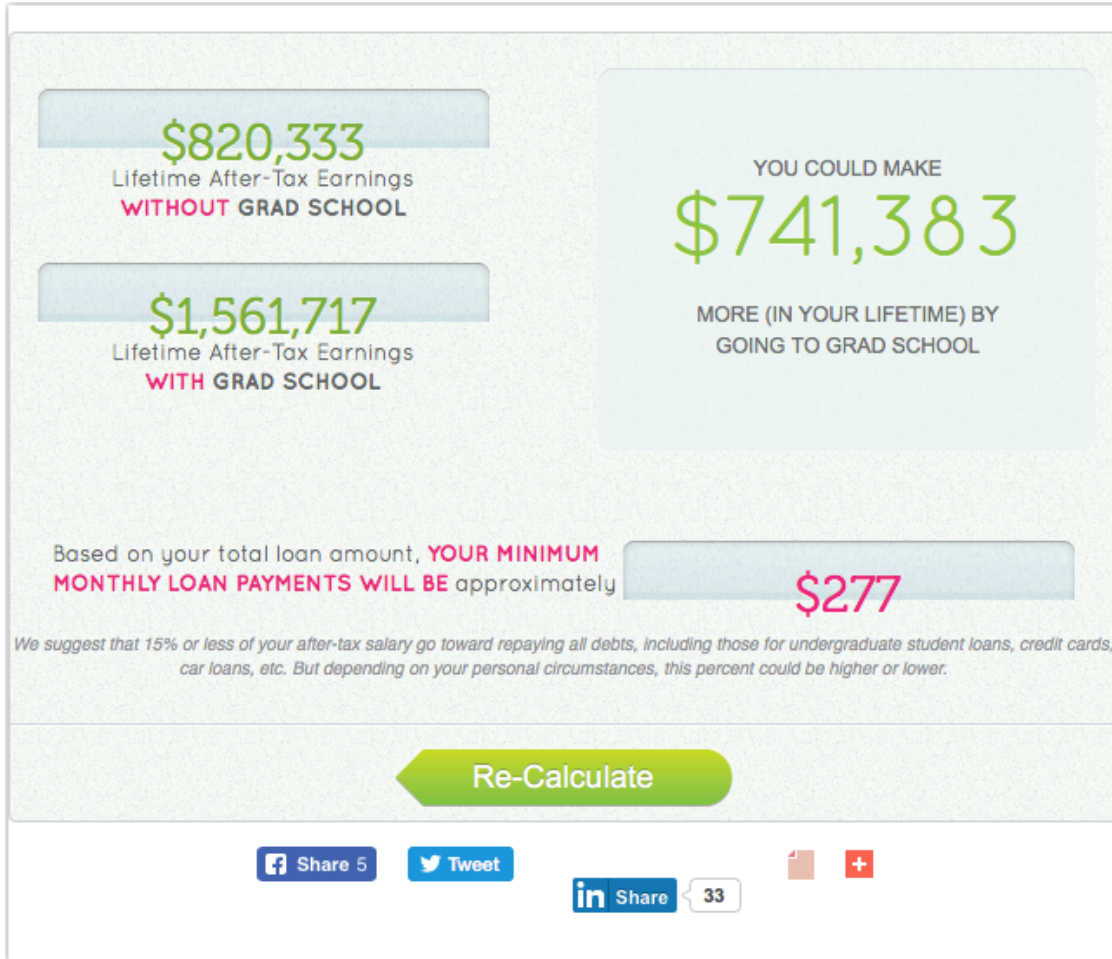 $820,333
Lifetime After-Tax Earnings
WITHOUT GRAD SCHOOL
$1,561,717
Lifetime After-Tax Earnings
WITH GRAD SCHOOL
YOU COULD MAKE
$741,383
MORE (IN YOUR LIFETIME) BY
GOING TO GRAD SCHOOL
Based on your total loan amount, YOUR MINIMUM
MONTHLY LOAN PAYMENTS WILL BE approximately
$277
We suggest that 15% or less of your after-tax salary go toward repaying all debts, including those for undergraduate student loans, credit cards,
car loans, etc. But depending on your personal circumstances, this percent could be higher or lower.
Re-Calculate
Share 5
Tweet
in Share 33